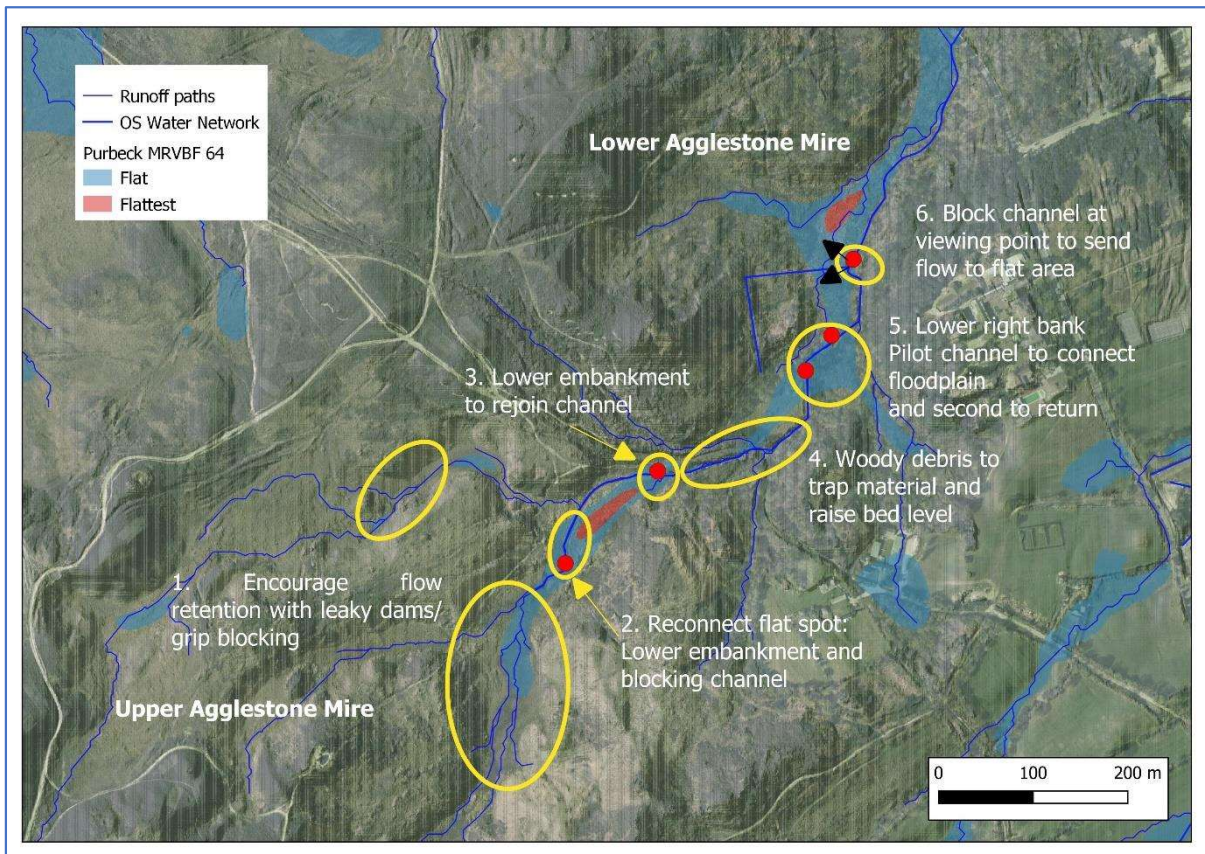 Runoff paths
OS Water Network
Purbeck MRVBF 64
Flat
Flattest
Lower Agglestone Mire
6. Block channel at
viewing point to send
flow to flat area
5. Lower right bank
Pilot channel to connect
floodplain
and second to return
3. Lower embankment
to rejoin channel
4. Woody debris to
trap material and
raise bed level
1. Encourage flow
retention with leaky dams/
grip blocking
2. Reconnect flat spot:
Lower embankment and
blocking channel
Upper Agglestone Mire
0 100 200 m